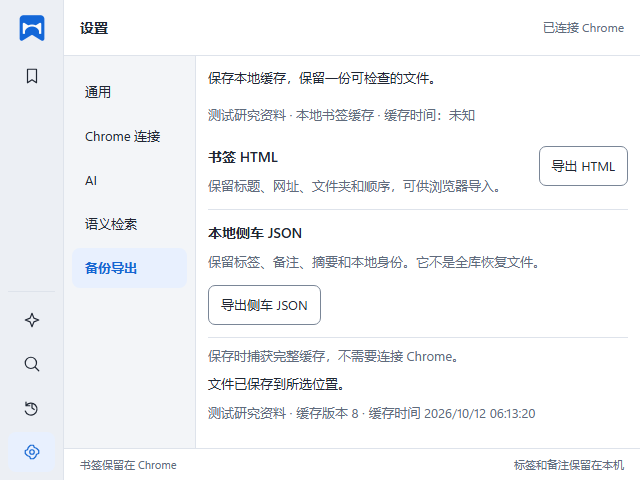 设置
已连接 Chrome
通用
Chrome 连接
AI
语义检索
备份导出
保存本地缓存，保留一份可检查的文件。
测试研究资料 · 本地书签缓存 · 缓存时间：未知
书签 HTML
保留标题、网址、文件夹和顺序，可供浏览器导入。
导出 HTML
本地侧车 JSON
保留标签、备注、摘要和本地身份。它不是全库恢复文件。
导出侧车 JSON
保存时捕获完整缓存，不需要连接 Chrome。
文件已保存到所选位置。
测试研究资料 · 缓存版本 8 · 缓存时间 2026/10/12 06:13:20
书签保留在 Chrome
标签和备注保留在本机